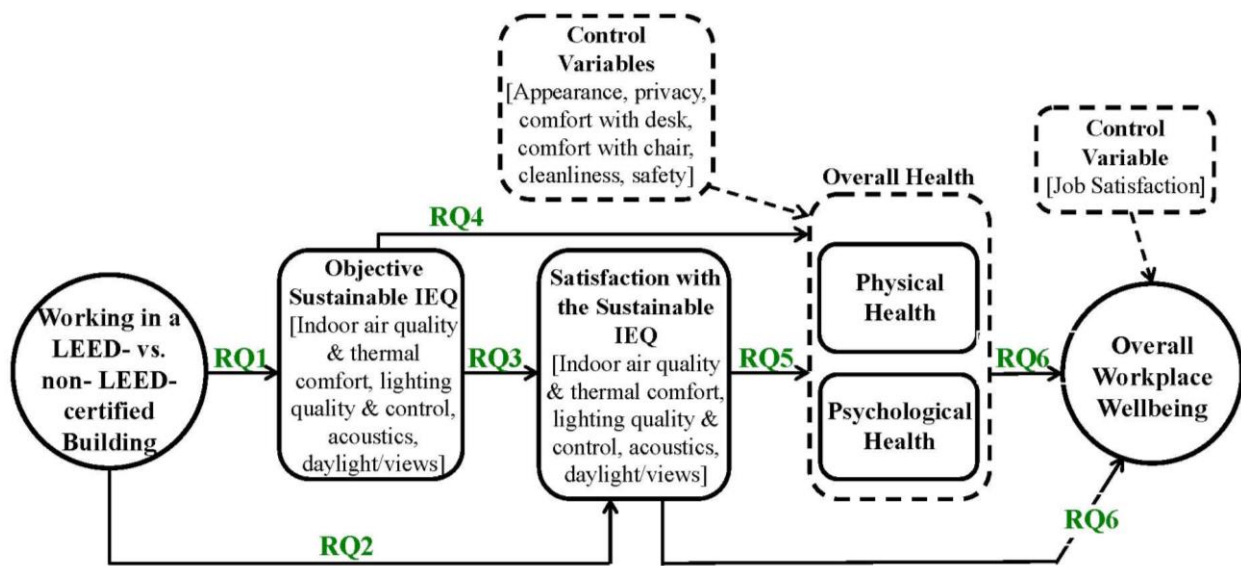 Control
Variables
[Appearance, privacy,
comfort with desk,
comfort with chair,
cleanliness, safety]
Control
Variable
[Job Satisfaction]
Overall Health
RQ4
Working in a
LEED- vs.
non- LEED-
certified
Building
RQ1
Objective
Sustainable IEQ
[Indoor air quality
& thermal
comfort, lighting
quality & control,
acoustics,
daylight/views]
RQ3
Satisfaction with
the Sustainable
IEQ
[Indoor air quality
& thermal comfort,
lighting quality &
control, acoustics,
daylight/views]
RQ5
Physical
Health
Psychological
Health
RQ6
Overall
Workplace
Wellbeing
RQ2
RQ6